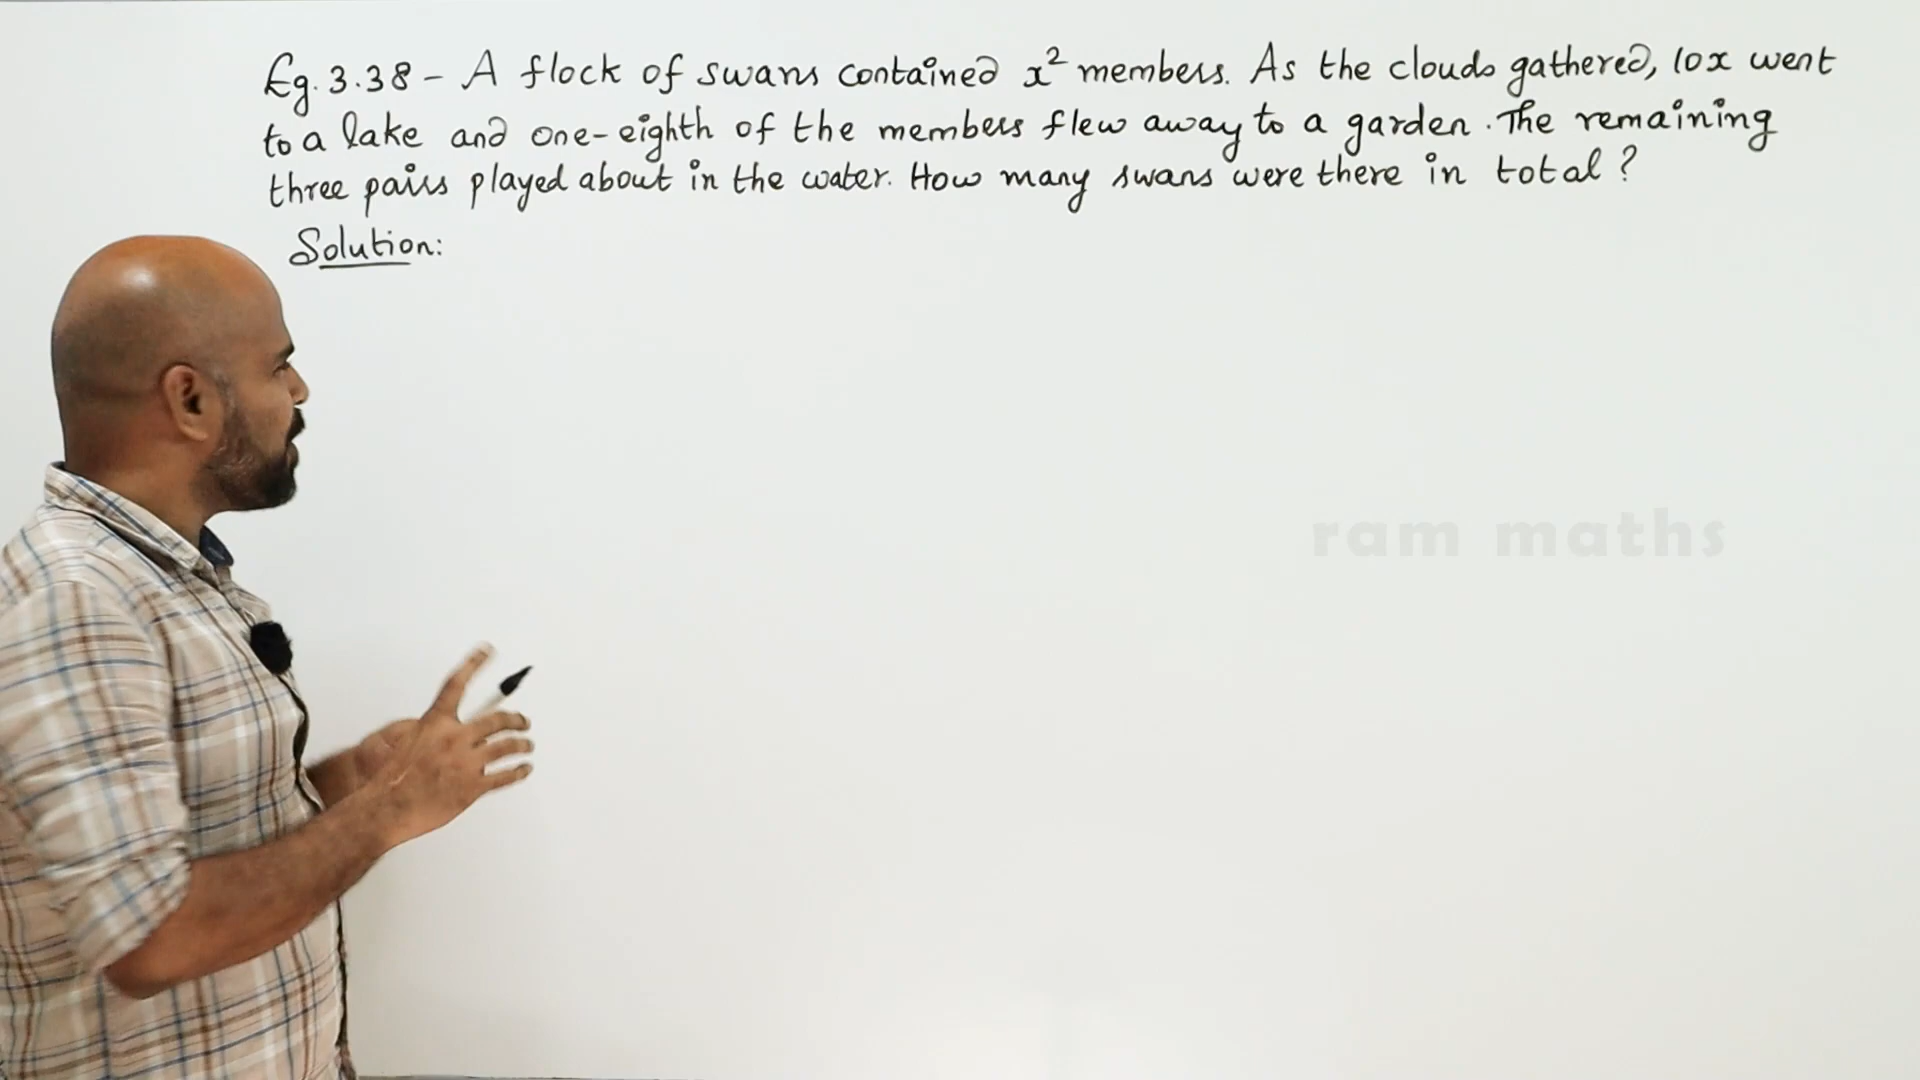 Eg. 3.38 - A flock of swans contained x² members. As the clouds gathered, 10x went
to a lake and one-eighth of the members flew away to a garden. The remaining
three pairs played about in the water. How many swans were there in total?
Solution:
ram maths